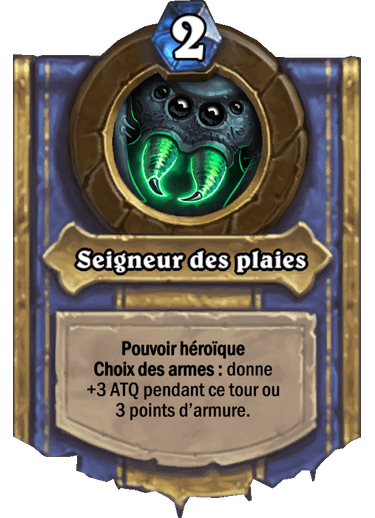 2
Seigneur des plaies
Pouvoir héroïque
Choix des armes : donne
+3 ATQ pendant ce tour ou
3 points d'armure.